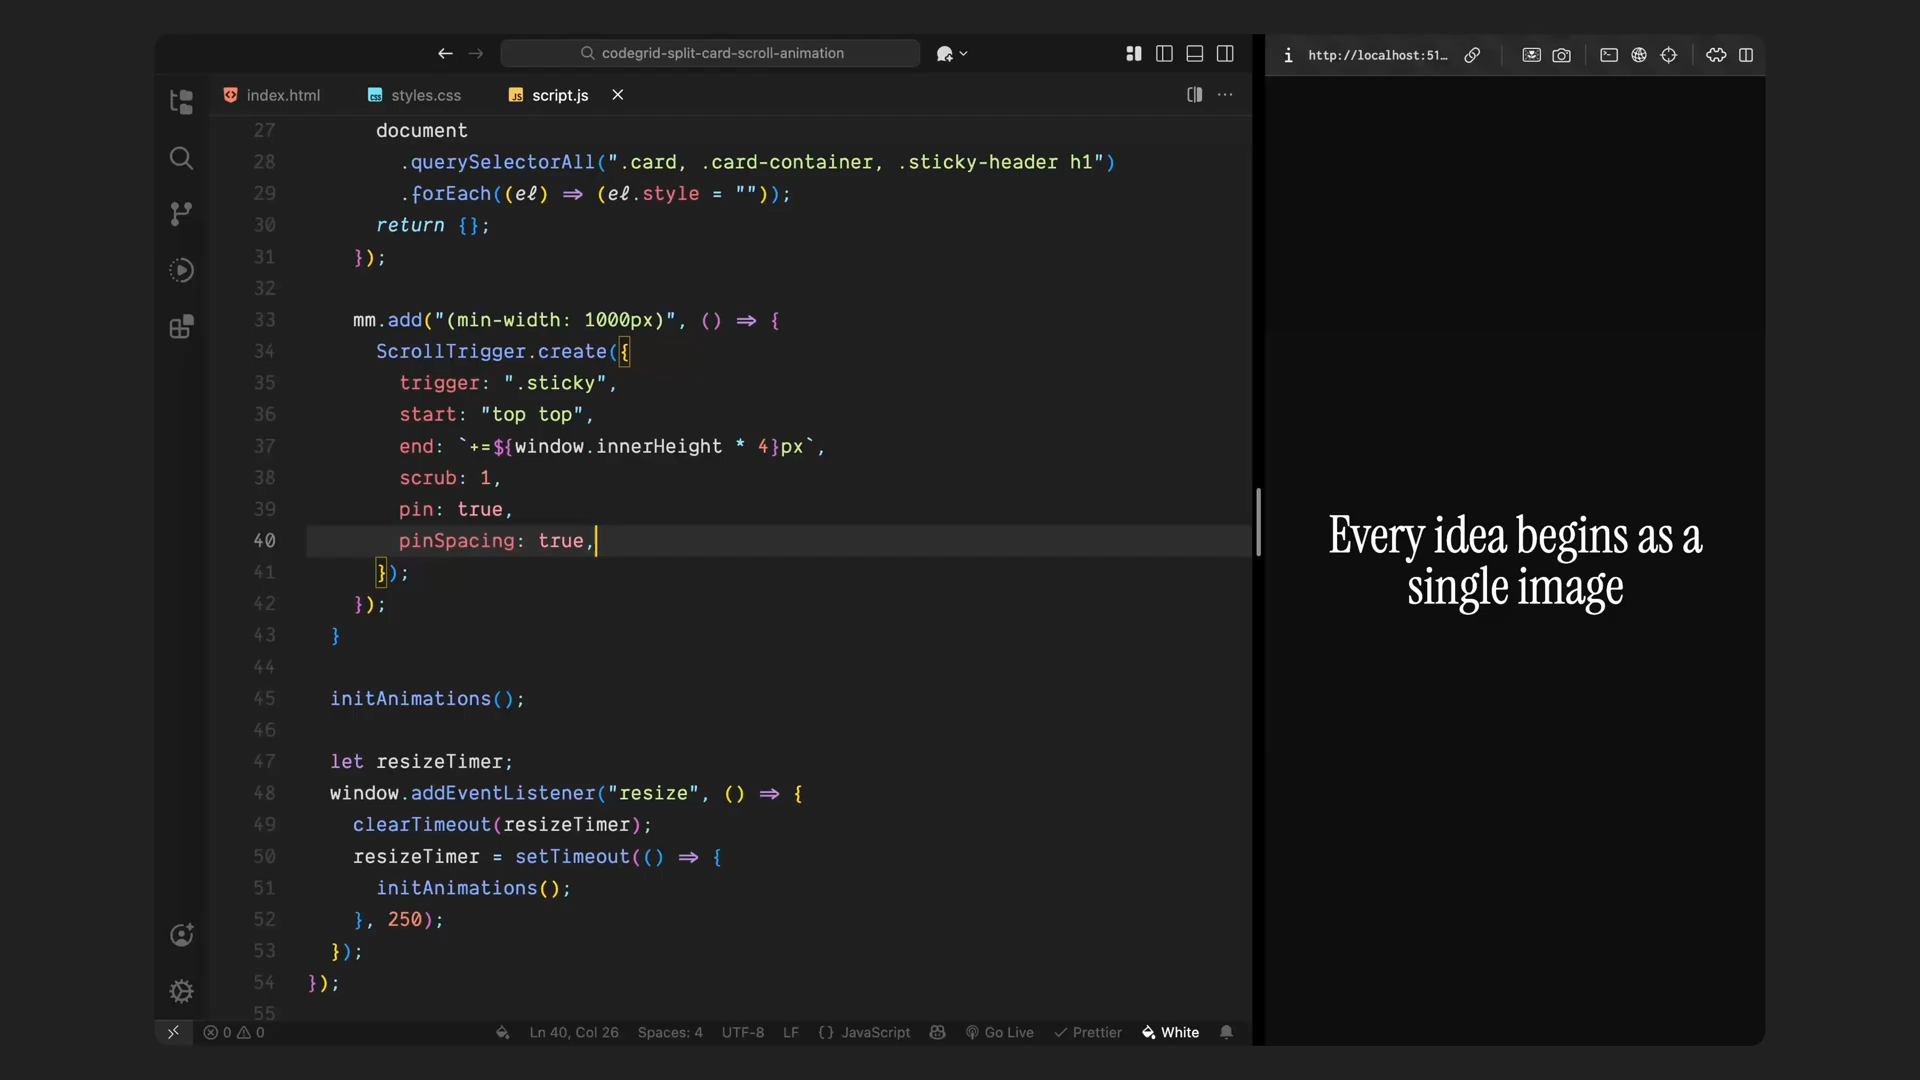 codegrid-split-card-scroll-animation
http://localhost:51…
index.html
styles.css
script.js
27 document
28 .querySelectorAll(".card, .card-container, .sticky-header h1")
29 .forEach((el) => (el.style = ""));
30 return {};
31 });
32
33 mm.add("(min-width: 1000px)", () => {
34 ScrollTrigger.create({
35 trigger: ".sticky",
36 start: "top top",
37 end: `+=${window.innerHeight * 4}px`,
38 scrub: 1,
39 pin: true,
40 pinSpacing: true,
41 });
42 });
43 }
44
45 initAnimations();
46
47 let resizeTimer;
48 window.addEventListener("resize", () => {
49 clearTimeout(resizeTimer);
50 resizeTimer = setTimeout(() => {
51 initAnimations();
52 }, 250);
53 });
54 });
55
Every idea begins as a
single image
0 0 Ln 40, Col 26 Spaces: 4 UTF-8 LF {} JavaScript Go Live Prettier White